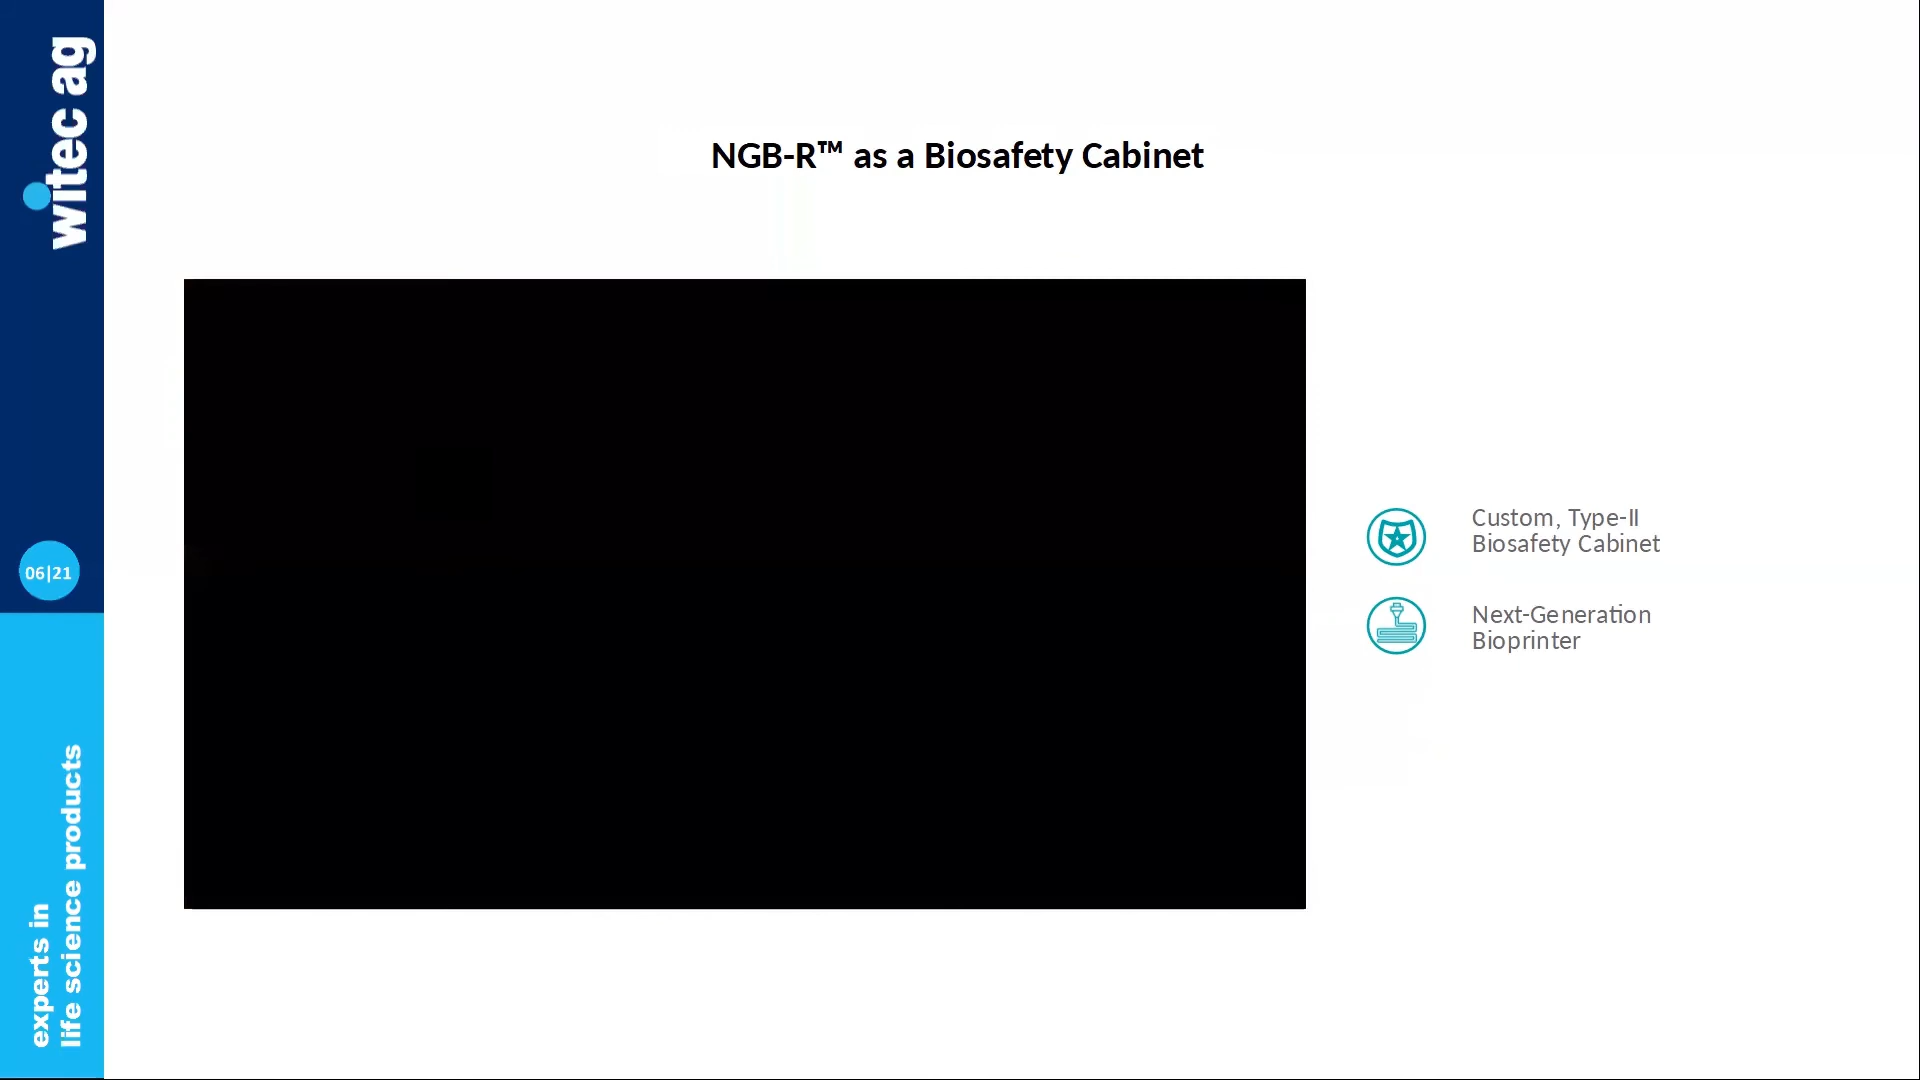 witec ag
06|21
experts in
life science products
NGB-R™ as a Biosafety Cabinet
Custom, Type-II
Biosafety Cabinet
Next-Generation
Bioprinter